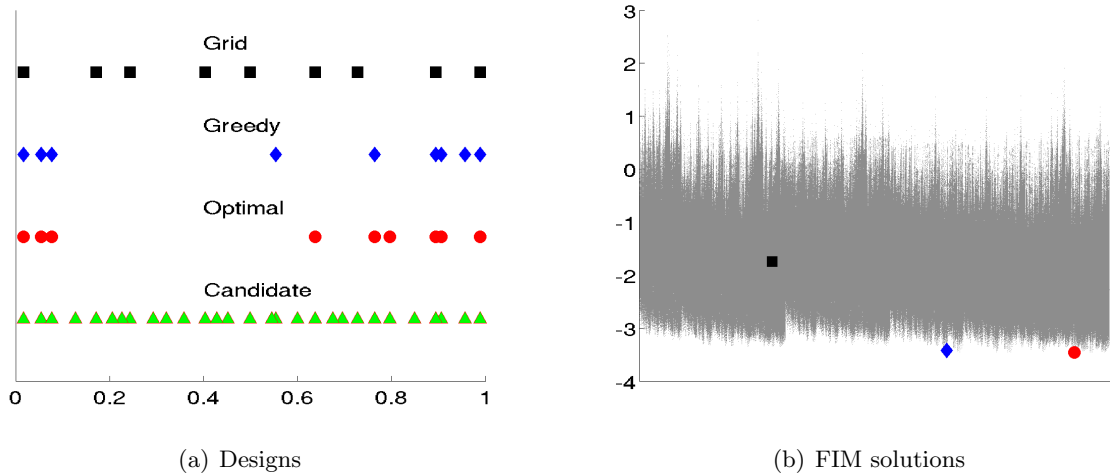 Grid
Greedy
Optimal
Candidate
0 0.2 0.4 0.6 0.8 1
(a) Designs
3
2
1
0
-1
-2
-3
-4
(b) FIM solutions